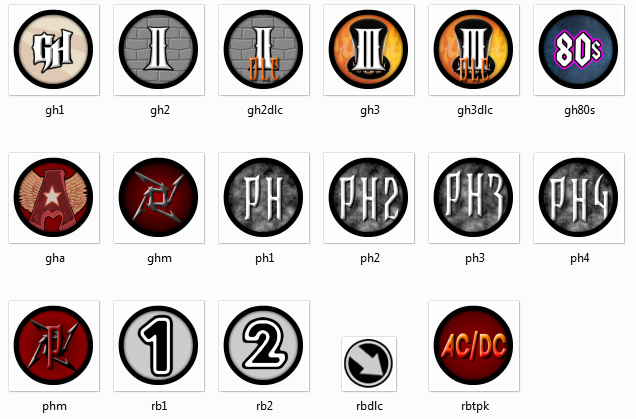 GH II II DLC III III DLC 80s
gh1 gh2 gh2dlc gh3 gh3dlc gh80s
A PH PH2 PH3 PH4
gha ghm ph1 ph2 ph3 ph4
1 2 AC/DC
phm rb1 rb2 rbdlc rbtpk